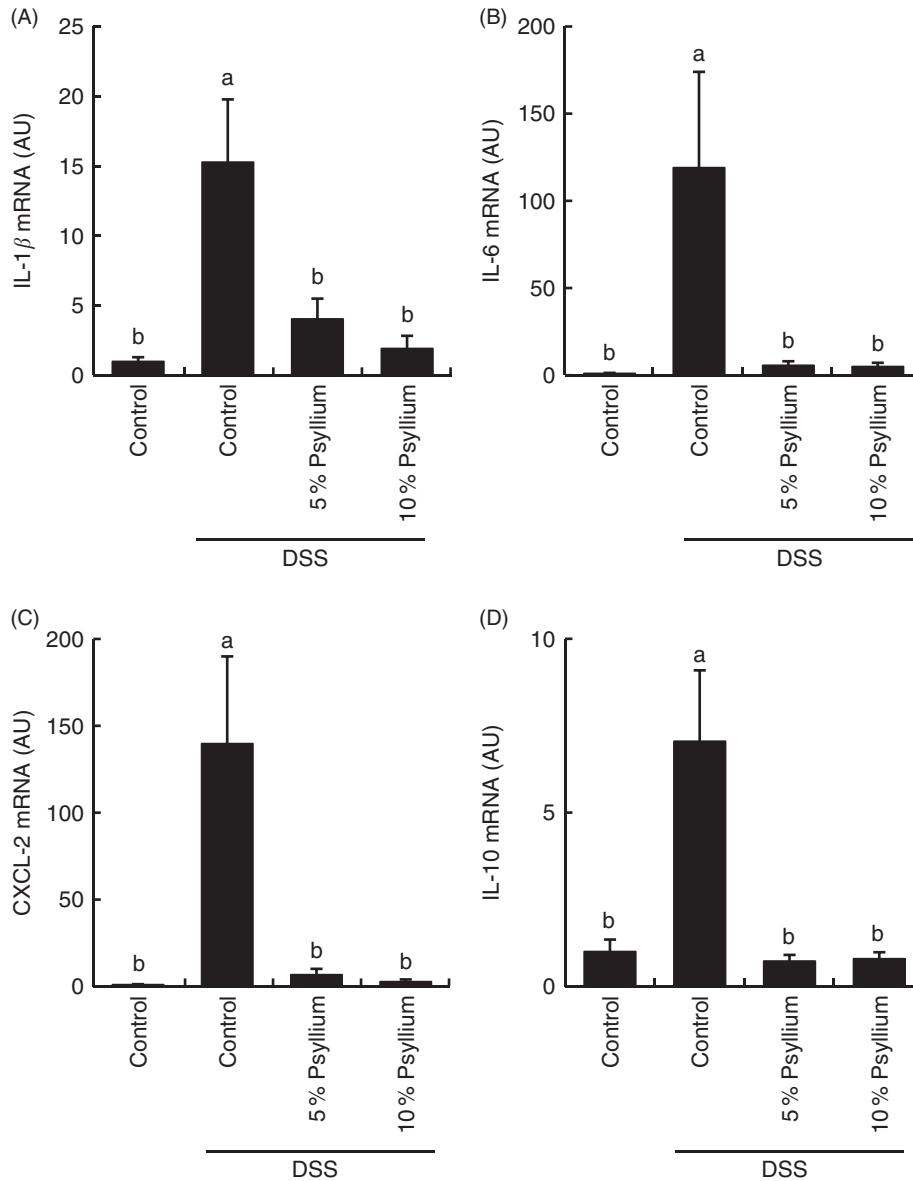 (A)
25
20
15
10
5
0
IL-1β mRNA (AU)
b
a
b
b
Control
Control
5 % Psyllium
10 % Psyllium
DSS
(B)
200
150
100
50
0
IL-6 mRNA (AU)
b
a
b
b
Control
Control
5 % Psyllium
10 % Psyllium
DSS
(C)
200
150
100
50
0
CXCL-2 mRNA (AU)
b
a
b
b
Control
Control
5 % Psyllium
10 % Psyllium
DSS
(D)
10
5
0
IL-10 mRNA (AU)
b
a
b
b
Control
Control
5 % Psyllium
10 % Psyllium
DSS